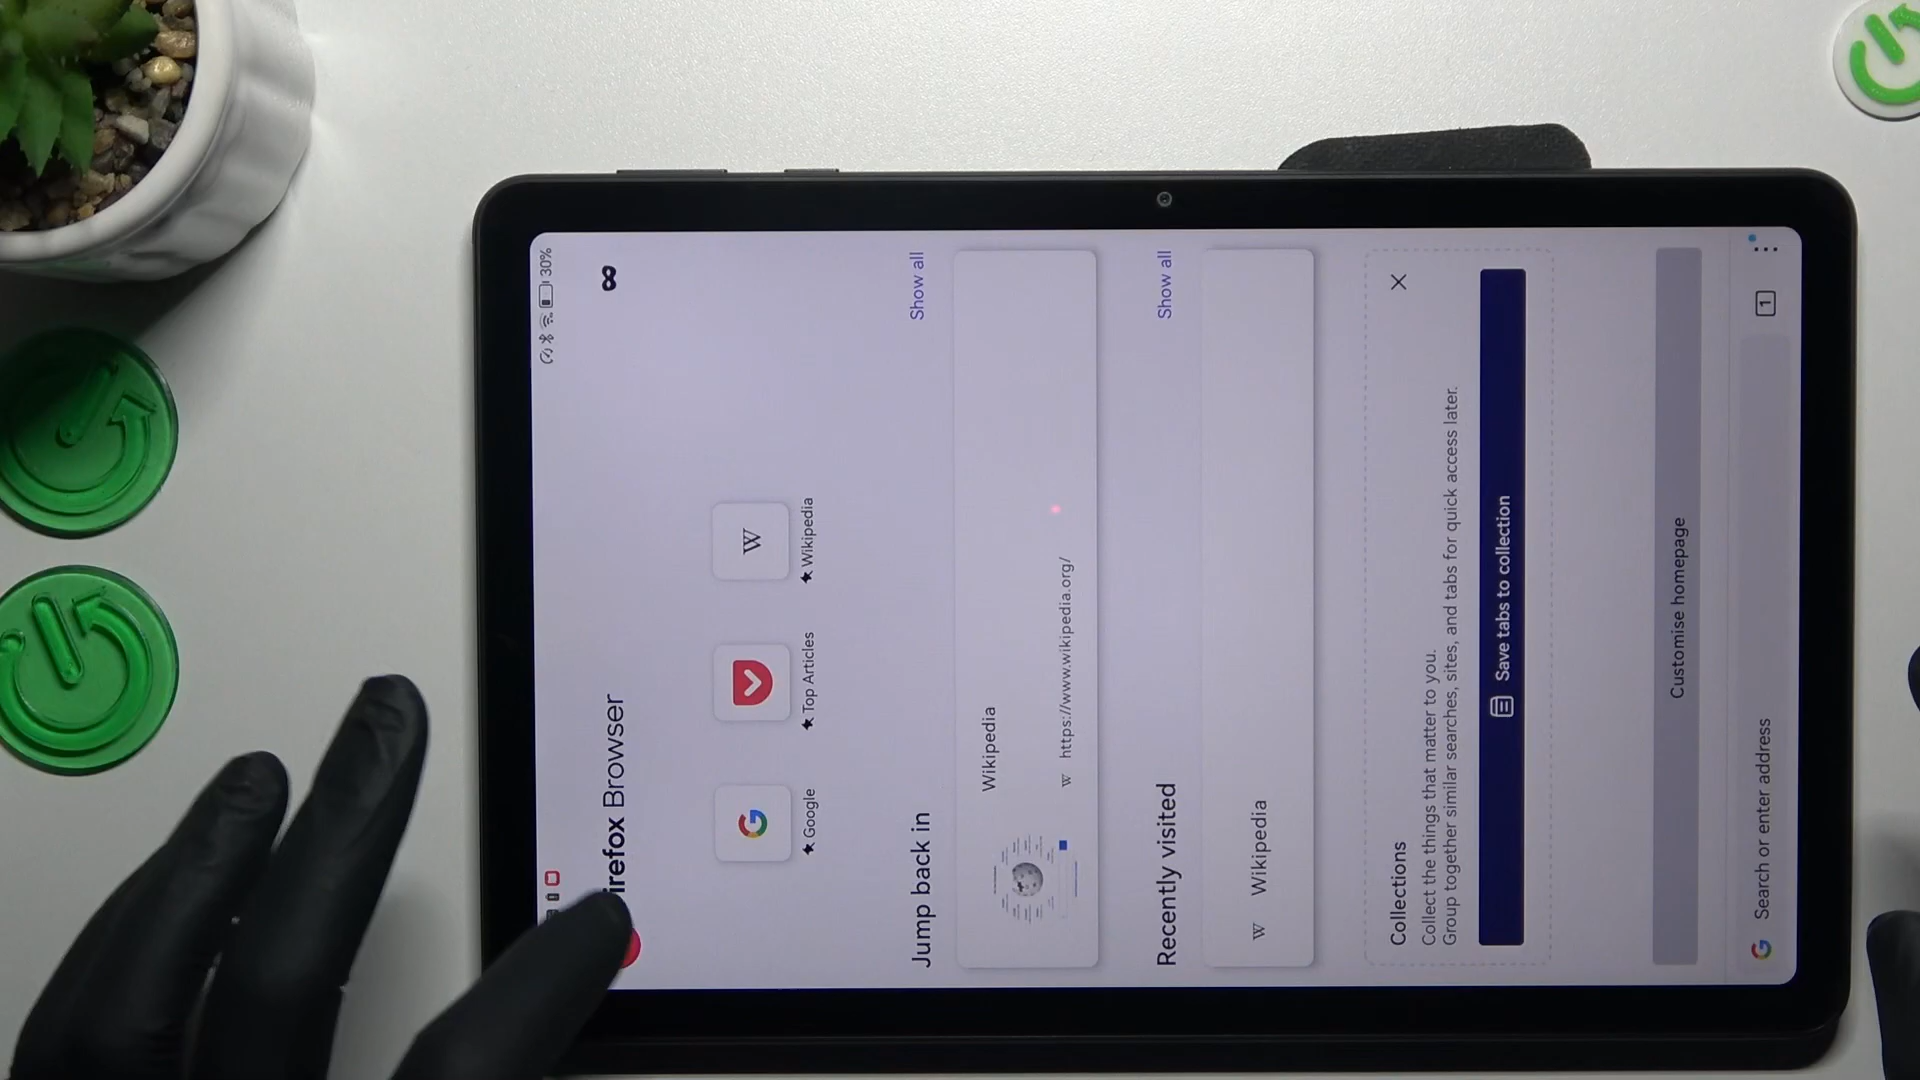 30%
irefox Browser
Google
Top Articles
W
Wikipedia
Jump back in
Show all
Wikipedia
W https://www.wikipedia.org/
Recently visited
Show all
W Wikipedia
Collections
Collect the things that matter to you.
Group together similar searches, sites, and tabs for quick access later.
Save tabs to collection
Customise homepage
G Search or enter address
1